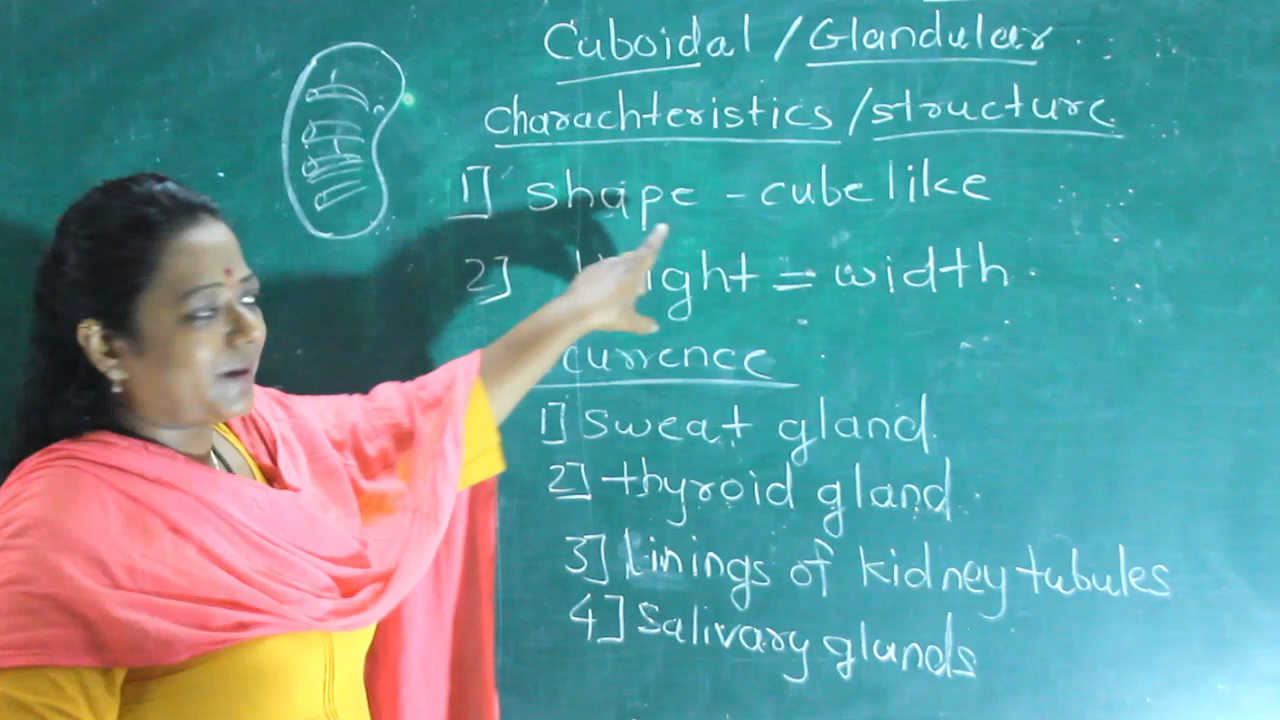 Cuboidal / Glandular
charachteristics / structure
1] shape - cube like
2] ight = width
currence
1] sweat gland
2] thyroid gland
3] Linings of kidney tubules
4] salivary glands